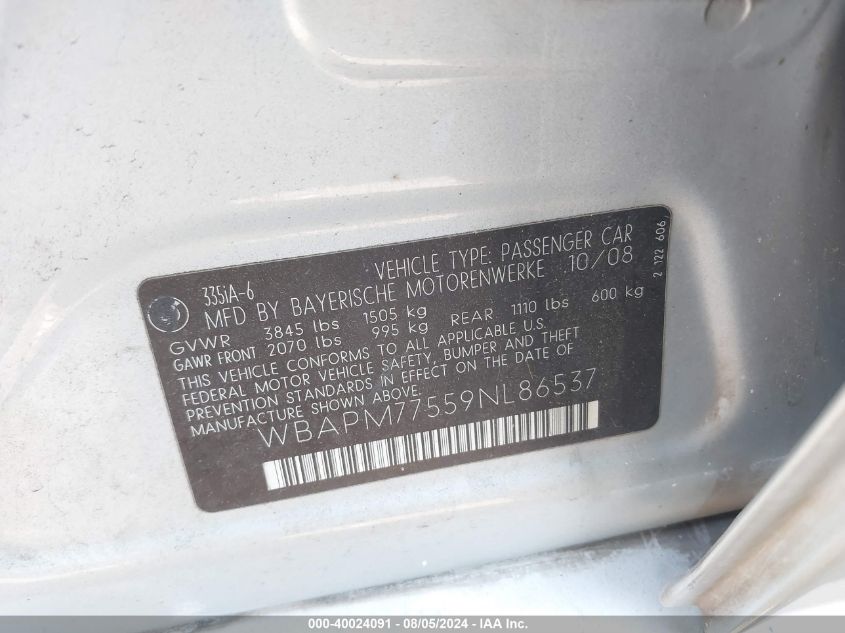 335iA-6
VEHICLE TYPE: PASSENGER CAR
MFD BY BAYERISCHE MOTORENWERKE 10/08
GVWR 3845 lbs 1505 kg
GAWR FRONT 2070 lbs 995 kg REAR 1110 lbs 600 kg
THIS VEHICLE CONFORMS TO ALL APPLICABLE U.S.
FEDERAL MOTOR VEHICLE SAFETY, BUMPER AND THEFT
PREVENTION STANDARDS IN EFFECT ON THE DATE OF
MANUFACTURE SHOWN ABOVE.
WBAPM77559NL86537
2 122 606
000-40024091 - 08/05/2024 - IAA